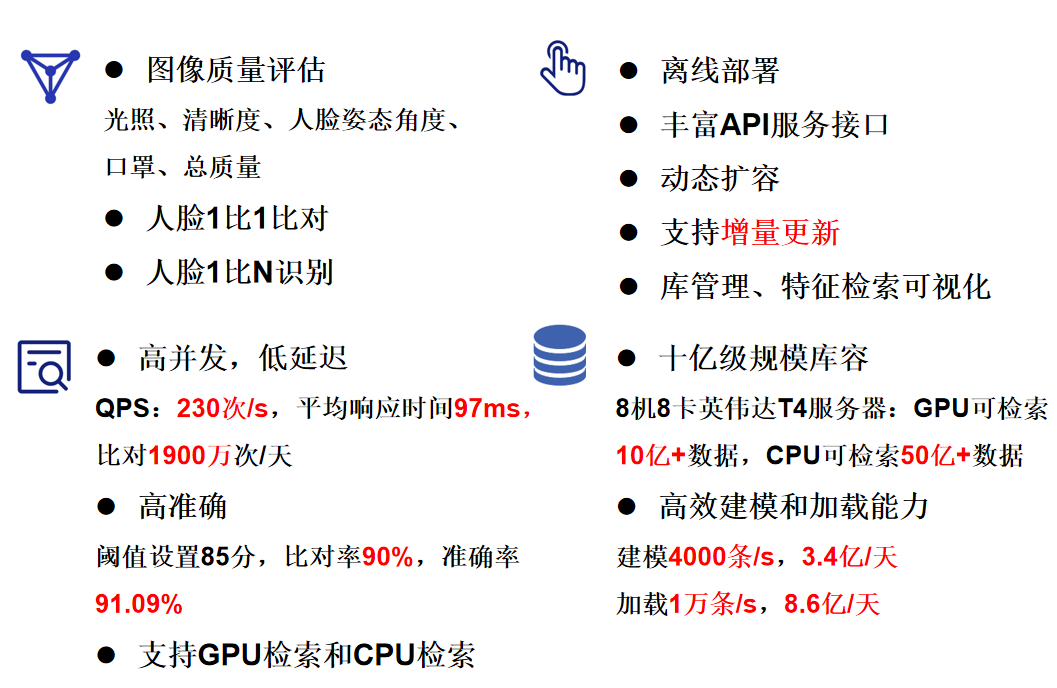 图像质量评估
光照、清晰度、人脸姿态角度、
口罩、总质量
人脸1比1比对
人脸1比N识别
离线部署
丰富API服务接口
动态扩容
支持增量更新
库管理、特征检索可视化
高并发，低延迟
QPS：230次/s，平均响应时间97ms，
比对1900万次/天
高准确
阈值设置85分，比对率90%，准确率
91.09%
支持GPU检索和CPU检索
十亿级规模库容
8机8卡英伟达T4服务器：GPU可检索
10亿+数据，CPU可检索50亿+数据
高效建模和加载能力
建模4000条/s，3.4亿/天
加载1万条/s，8.6亿/天